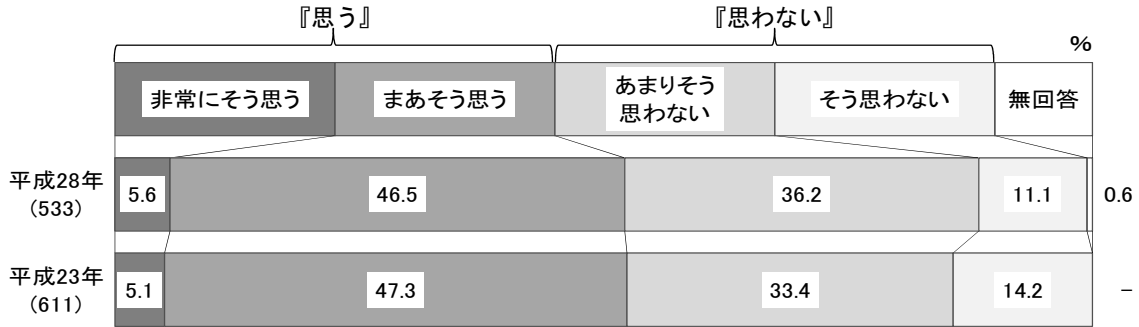 『思う』 『思わない』
%
非常にそう思う まあそう思う あまりそう思わない そう思わない 無回答
平成28年
(533)
5.6 46.5 36.2 11.1 0.6
平成23年
(611)
5.1 47.3 33.4 14.2 −